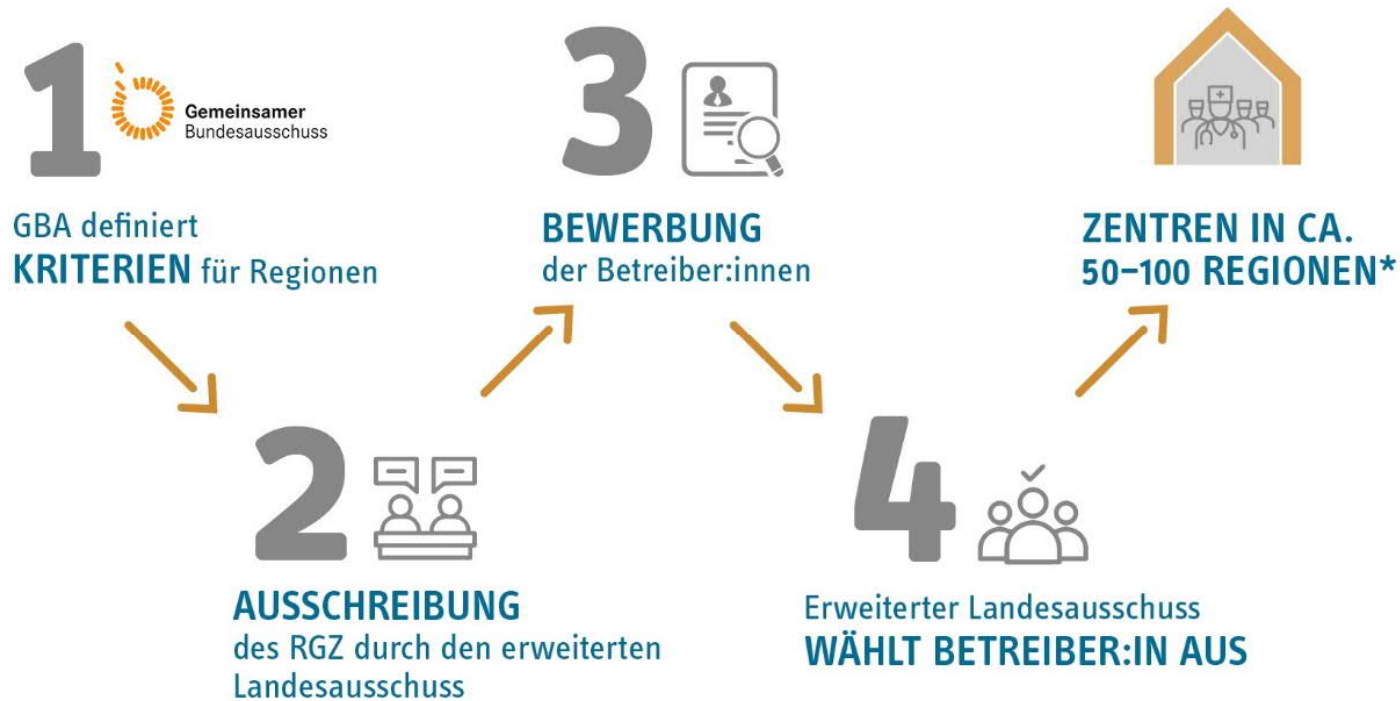 1
Gemeinsamer
Bundesausschuss
GBA definiert
KRITERIEN für Regionen
2
AUSSCHREIBUNG
des RGZ durch den erweiterten
Landesausschuss
3
BEWERBUNG
der Betreiber:innen
4
Erweiterter Landesausschuss
WÄHLT BETREIBER:IN AUS
ZENTREN IN CA.
50–100 REGIONEN*